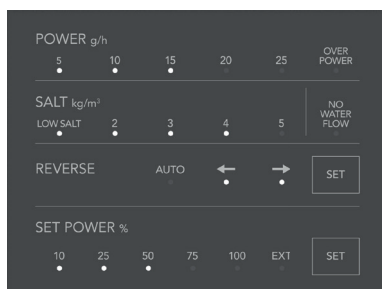 POWER g/h
5 10 15 20 25 OVER POWER
SALT kg/m³
LOW SALT 2 3 4 5 NO WATER FLOW
REVERSE AUTO ← → SET
SET POWER %
10 25 50 75 100 EXT SET